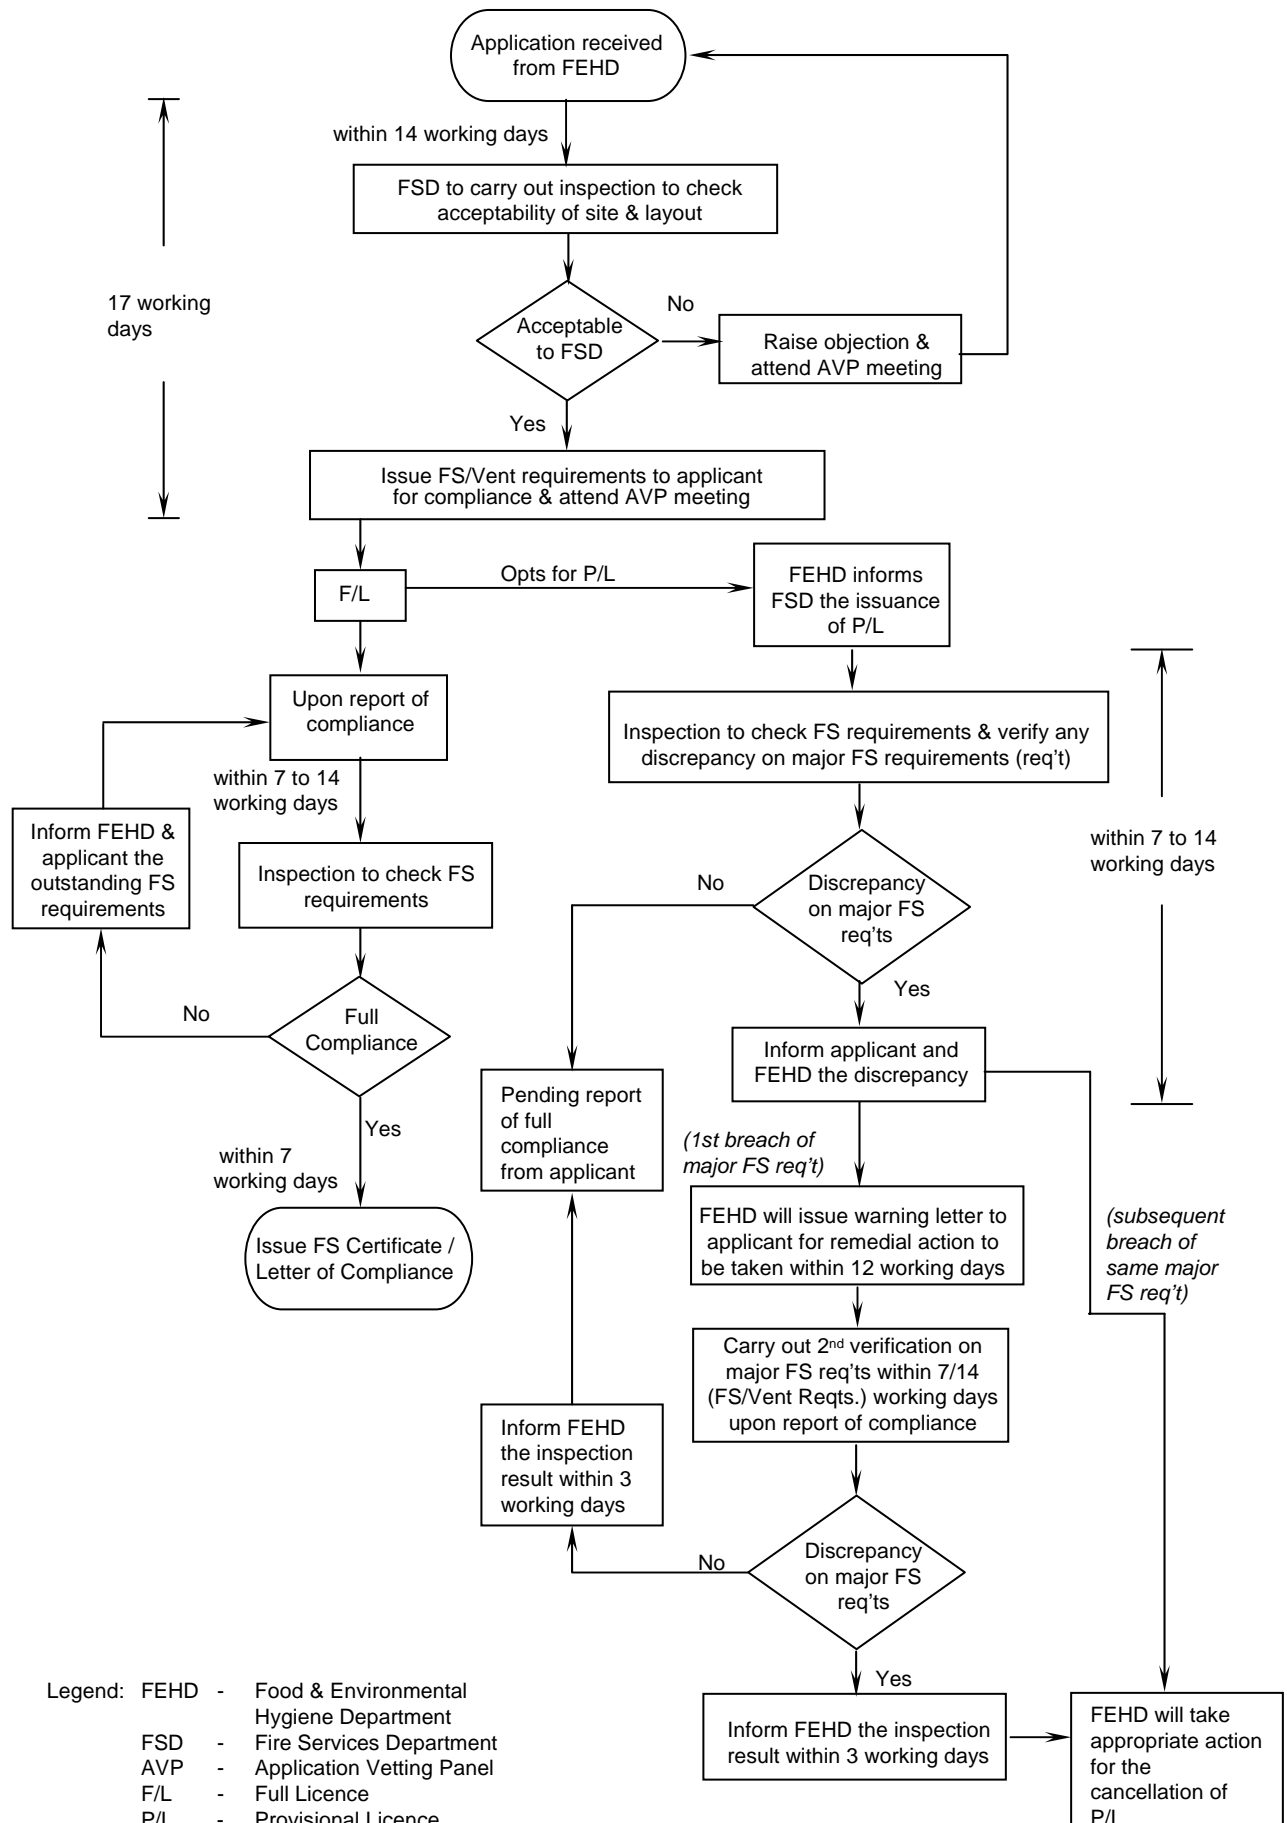 Application received
from FEHD
within 14 working days
FSD to carry out inspection to check
acceptability of site & layout
17 working
days
Acceptable
to FSD
No
Raise objection &
attend AVP meeting
Yes
Issue FS/Vent requirements to applicant
for compliance & attend AVP meeting
F/L
Opts for P/L
FEHD informs
FSD the issuance
of P/L
Upon report of
compliance
within 7 to 14
working days
Inform FEHD &
applicant the
outstanding FS
requirements
Inspection to check FS
requirements
No
Full
Compliance
Yes
within 7
working days
Issue FS Certificate /
Letter of Compliance
Inspection to check FS requirements & verify any
discrepancy on major FS requirements (req't)
within 7 to 14
working days
No
Discrepancy
on major FS
req'ts
Yes
Inform applicant and
FEHD the discrepancy
Pending report
of full
compliance
from applicant
(1st breach of
major FS req't)
(subsequent
breach of
same major
FS req't)
FEHD will issue warning letter to
applicant for remedial action to
be taken within 12 working days
Carry out 2nd verification on
major FS req'ts within 7/14
(FS/Vent Reqts.) working days
upon report of compliance
Inform FEHD
the inspection
result within 3
working days
No
Discrepancy
on major FS
req'ts
Yes
Inform FEHD the inspection
result within 3 working days
FEHD will take
appropriate action
for the
cancellation of
P/L
Legend: FEHD - Food & Environmental
Hygiene Department
FSD - Fire Services Department
AVP - Application Vetting Panel
F/L - Full Licence
P/L - Provisional Licence